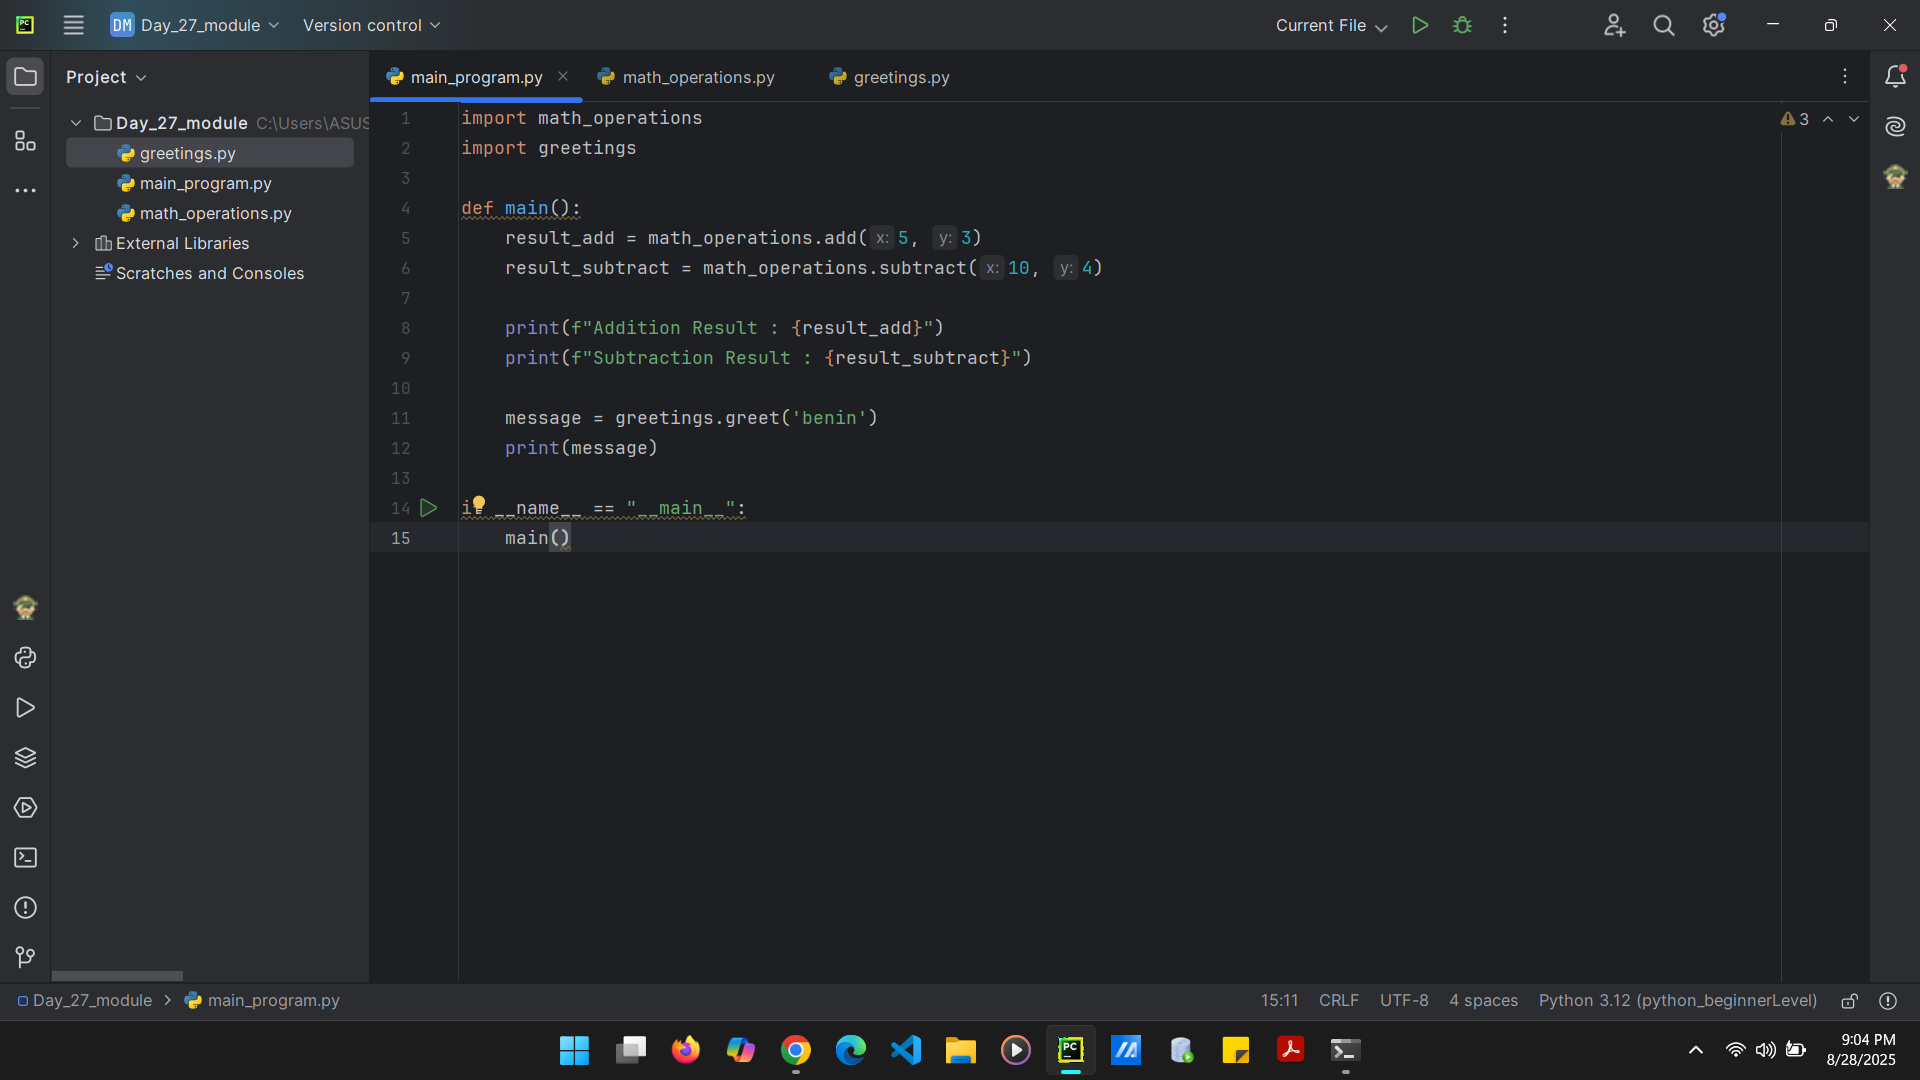 PC
DM Day_27_module Version control Current File
Project
main_program.py math_operations.py greetings.py
Day_27_module C:\Users\ASUS
greetings.py
main_program.py
math_operations.py
External Libraries
Scratches and Consoles
3
1 import math_operations
2 import greetings
3
4 def main():
5 result_add = math_operations.add( x: 5, y: 3)
6 result_subtract = math_operations.subtract( x: 10, y: 4)
7
8 print(f"Addition Result : {result_add}")
9 print(f"Subtraction Result : {result_subtract}")
10
11 message = greetings.greet('benin')
12 print(message)
13
14 if __name__ == "__main__":
15 main()
Day_27_module > main_program.py 15:11 CRLF UTF-8 4 spaces Python 3.12 (python_beginnerLevel)
PC
9:04 PM
8/28/2025